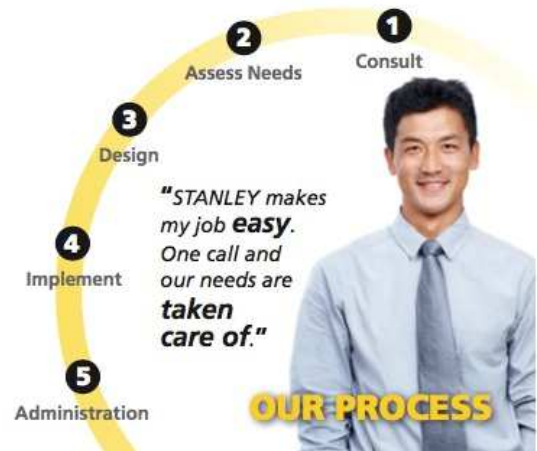 1
Consult
2
Assess Needs
3
Design
4
Implement
5
Administration
"STANLEY makes
my job easy.
One call and
our needs are
taken
care of."
OUR PROCESS